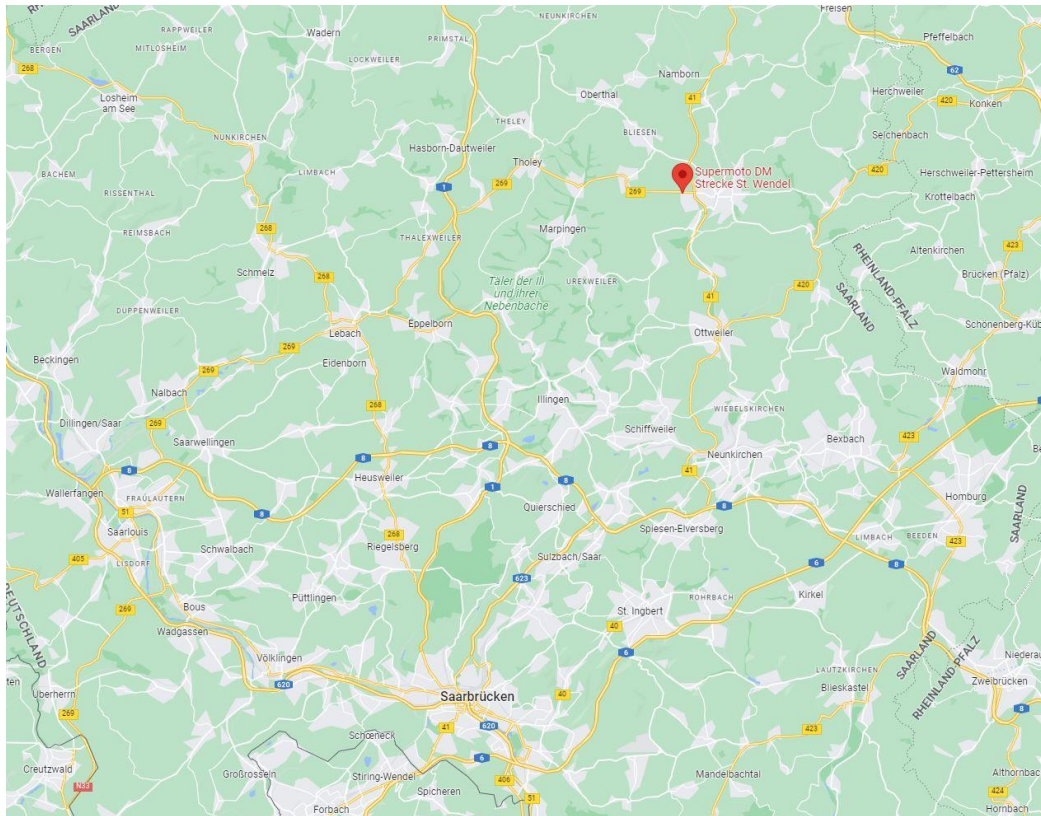 SAARLAND
RAPPWEILER
MITLOSHEIM
BERGEN
268
Wadern
PRIMSTAL
NEUNKIRCHEN
Freisen
SAARLAND
Pfeffelbach
LOCKWEILER
62
Losheim
am See
Namborn
41
Oberthal
Herchweiler
420
Konken
NUNKIRCHEN
THELEY
BLIESEN
Selchenbach
Hasborn-Dautweiler
Tholey
BACHEM
LIMBACH
RISSENTHAL
1
269
269
Supermoto DM
Strecke St. Wendel
420
Herschweiler-Pettersheim
Krottelbach
REIMSBACH
268
THALEXWEILER
Marpingen
Altenkirchen
423
RHEINLAND-PFALZ
SAARLAND
Brücken (Pfalz)
Schmelz
268
Täler der Ill
und ihrer
Nebenbäche
UREXWEILER
420
41
DÜPPENWEILER
Lebach
Eppelborn
Ottweiler
Schönenberg-Küb
Beckingen
269
Eidenborn
269
Nalbach
Waldmohr
268
Illingen
WIEBELSKIRCHEN
Dillingen/Saar
269
Saarwellingen
Schiffweiler
Bexbach
423
8
8
8
Heusweiler
Neunkirchen
41
Wallerfangen
FRAULAUTERN
51
8
1
8
Quierschied
8
Homburg
SAARLAND
Saarlouis
268
Spiesen-Elversberg
LIMBACH
BEEDEN
423
405
LISDORF
Schwalbach
Riegelsberg
Sulzbach/Saar
6
8
DEUTSCHLAND
623
Püttlingen
ROHRBACH
Kirkel
269
Bous
St. Ingbert
Wadgassen
40
6
SAARLAND
RHEINLAND-PFALZ
Völklingen
620
LAUTZKIRCHEN
Niederau
Zweibrücken
Überherrn
269
Saarbrücken
40
Blieskastel
8
41
620
Schœneck
423
6
Creutzwald
N33
Großrosseln
Stiring-Wendel
406
Mandelbachtal
Althornbac
Forbach
Spicheren
51
424
Hornbach